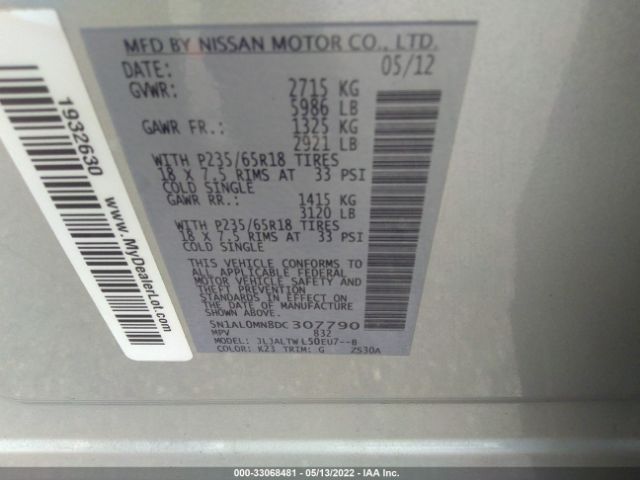 MFD BY NISSAN MOTOR CO., LTD.
DATE: 05/12
GVWR: 2715 KG
5986 LB
GAWR FR.: 1325 KG
2921 LB
WITH P235/65R18 TIRES
18 X 7.5 RIMS AT 33 PSI
COLD SINGLE
GAWR RR.: 1415 KG
3120 LB
WITH P235/65R18 TIRES
18 X 7.5 RIMS AT 33 PSI
COLD SINGLE
THIS VEHICLE CONFORMS TO
ALL APPLICABLE FEDERAL
MOTOR VEHICLE SAFETY AND
THEFT PREVENTION
STANDARDS IN EFFECT ON
THE DATE OF MANUFACTURE
SHOWN ABOVE.
5N1AL0MN8DC307790
MPV 832
MODEL: JLJALTWL50EU7--B
COLOR: K23 TRIM: G ZS30A
1932630
www.MyDealerLot.com
000-33068481 - 05/13/2022 - IAA Inc.